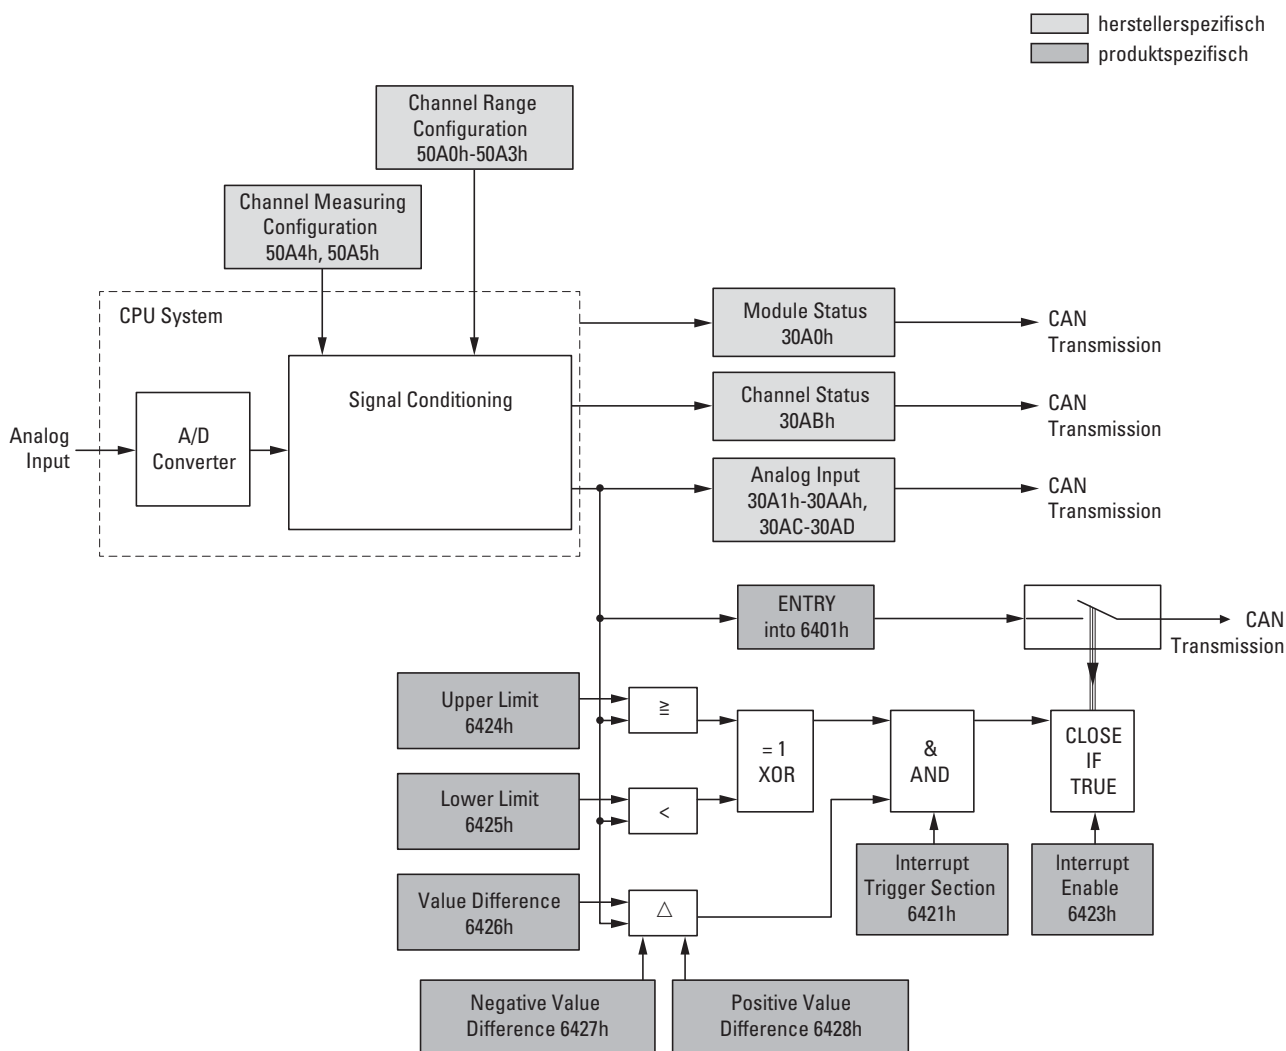 herstellerspezifisch
produktspezifisch
Channel Range
Configuration
50A0h-50A3h
Channel Measuring
Configuration
50A4h, 50A5h
CPU System
Module Status
30A0h
CAN
Transmission
Signal Conditioning
Channel Status
30ABh
CAN
Transmission
Analog
Input
A/D
Converter
Analog Input
30A1h-30AAh,
30AC-30AD
CAN
Transmission
ENTRY
into 6401h
CAN
Transmission
Upper Limit
6424h
≧
= 1
XOR
&
AND
CLOSE
IF
TRUE
Lower Limit
6425h
<
Interrupt
Trigger Section
6421h
Interrupt
Enable
6423h
Value Difference
6426h
△
Negative Value
Difference 6427h
Positive Value
Difference 6428h